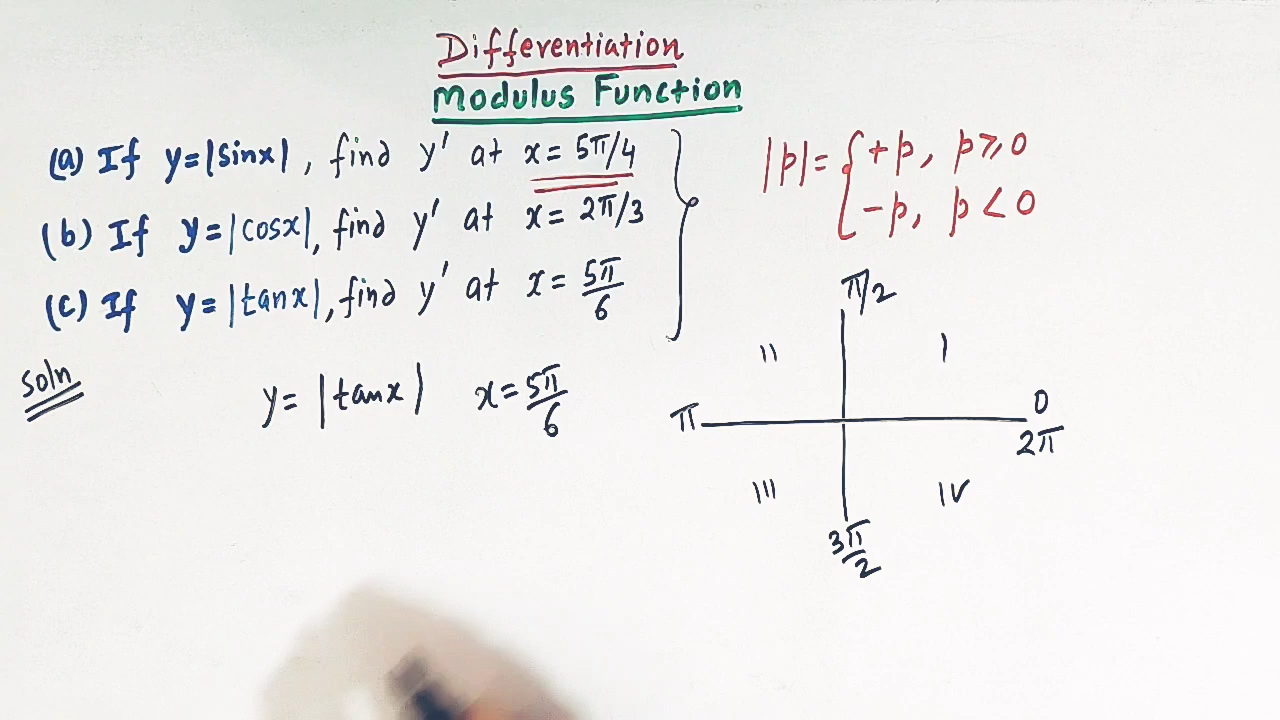 Differentiation
Modulus Function
(a) If y=|sinx|, find y' at x = 5π/4
(b) If y=|cosx|, find y' at x= 2π/3
(c) If y=|tanx|, find y' at x= 5π/6
|p|= { +p, p≥0
-p, p<0
Soln
y= |tanx| x= 5π/6
π/2
II I
π 0
2π
III IV
3π/2